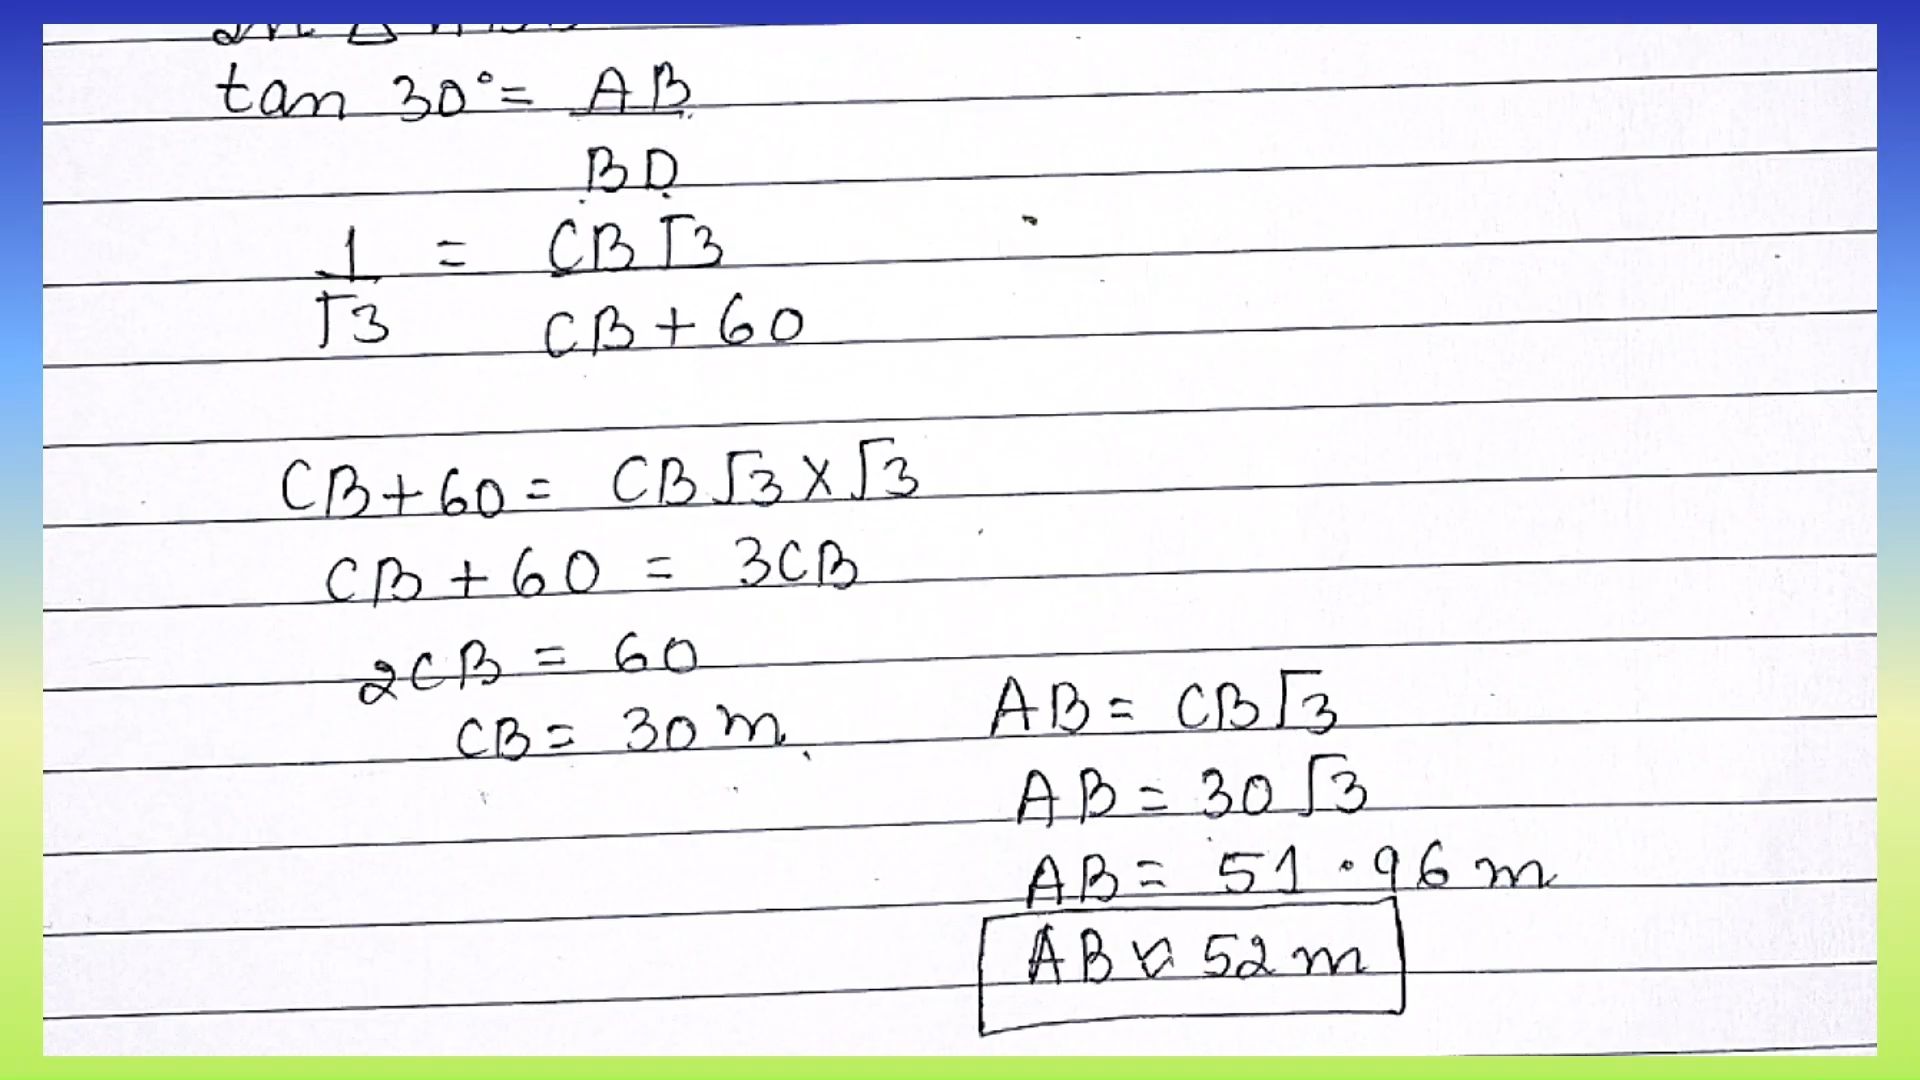 tan 30° = AB
BD
1 = CB√3
√3 CB + 60
CB + 60 = CB√3 × √3
CB + 60 = 3CB
2CB = 60
CB = 30 m
AB = CB√3
AB = 30√3
AB = 51.96 m
AB ≈ 52 m